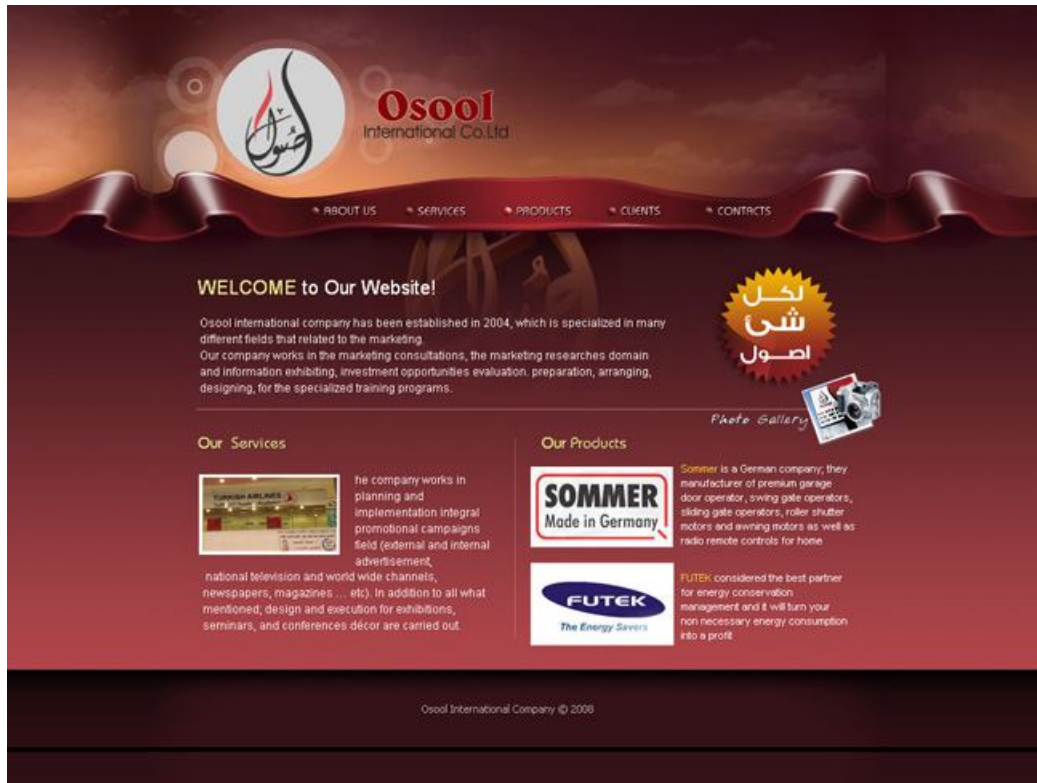 أصول
Osool
International Co.Ltd
ABOUT US
SERVICES
PRODUCTS
CLIENTS
CONTACTS
WELCOME to Our Website!
Osool international company has been established in 2004, which is specialized in many
different fields that related to the marketing.
Our company works in the marketing consultations, the marketing researches domain
and information exhibiting, investment opportunities evaluation. preparation, arranging,
designing, for the specialized training programs.
لكل
شئ
اصول
Photo Gallery
Our Services
TURKISH AIRLINES
he company works in
planning and
implementation integral
promotional campaigns
field (external and internal
advertisement,
national television and world wide channels,
newspapers, magazines … etc). In addition to all what
mentioned; design and execution for exhibitions,
seminars, and conferences décor are carried out.
Our Products
SOMMER
Made in Germany
Sommer is a German company; they
manufacturer of premium garage
door operator, swing gate operators,
sliding gate operators, roller shutter
motors and awning motors as well as
radio remote controls for home
FUTEK
The Energy Savers
FUTEK considered the best partner
for energy conservation
management and it will turn your
non necessary energy consumption
into a profit
Osool International Company © 2008